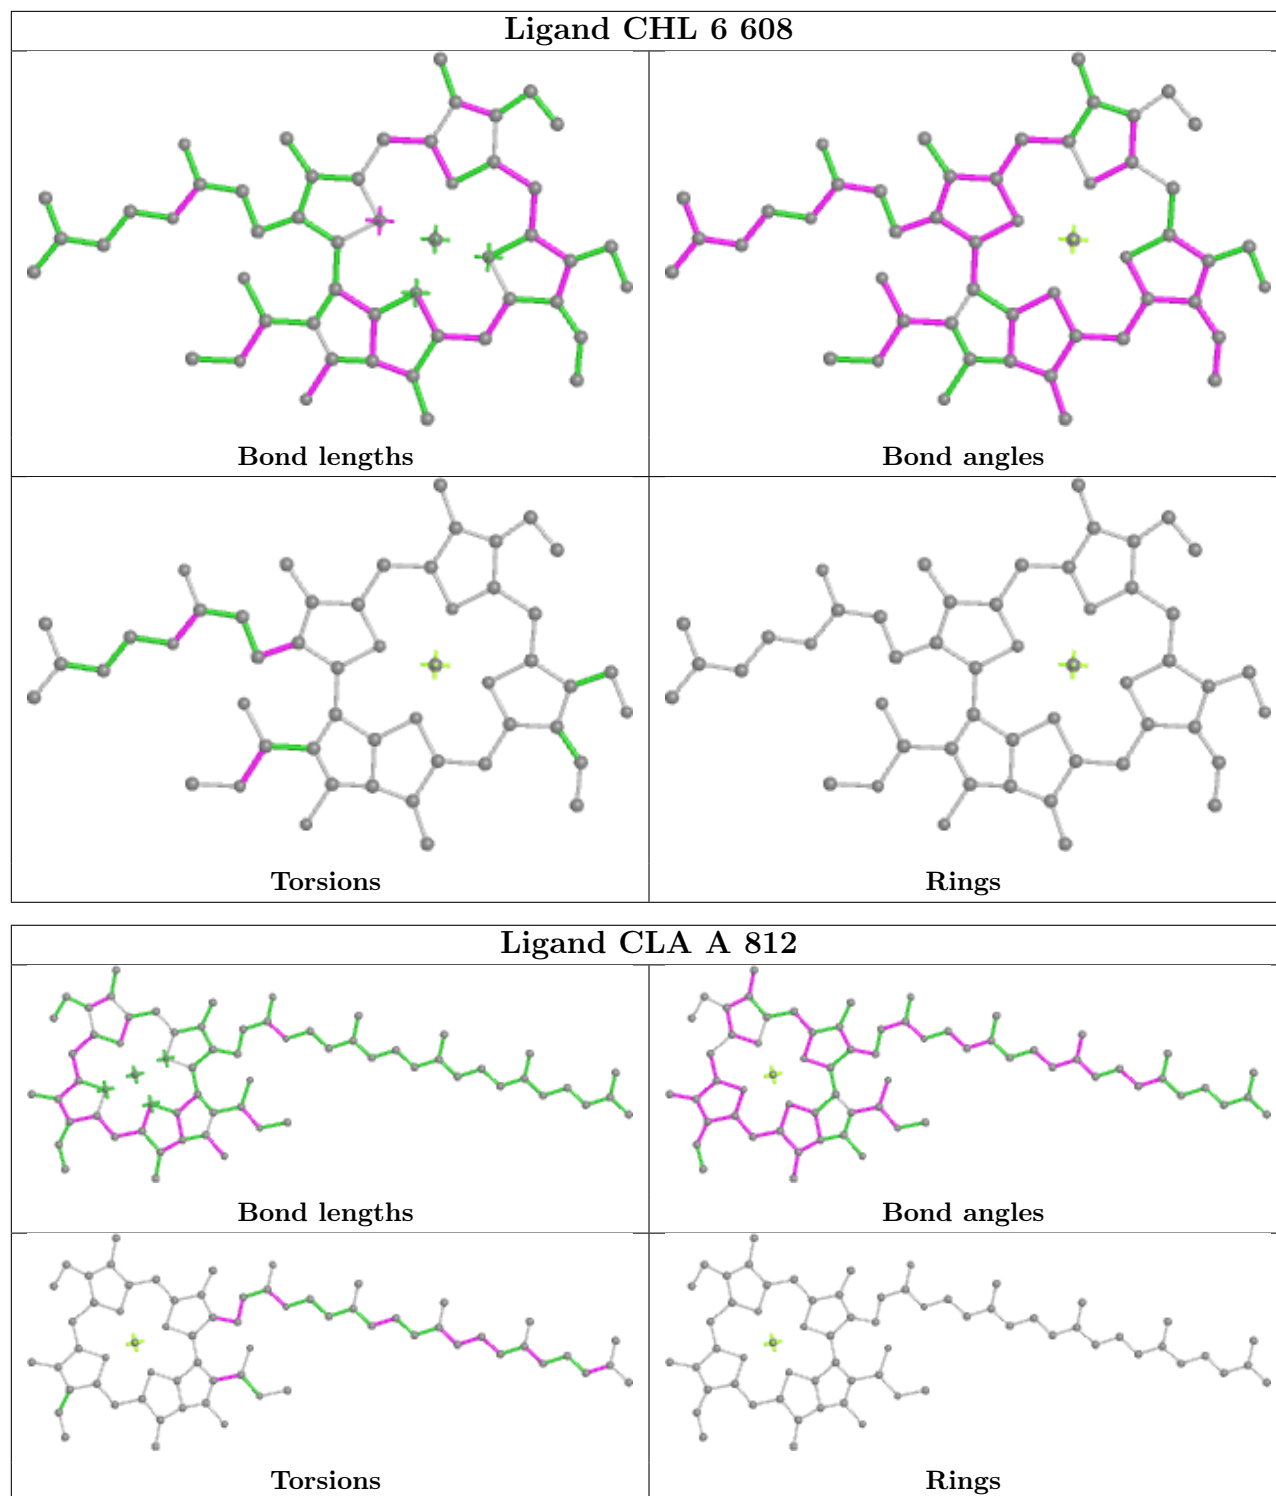 Ligand CHL 6 608
Bond lengths
Bond angles
Torsions
Rings
Ligand CLA A 812
Bond lengths
Bond angles
Torsions
Rings